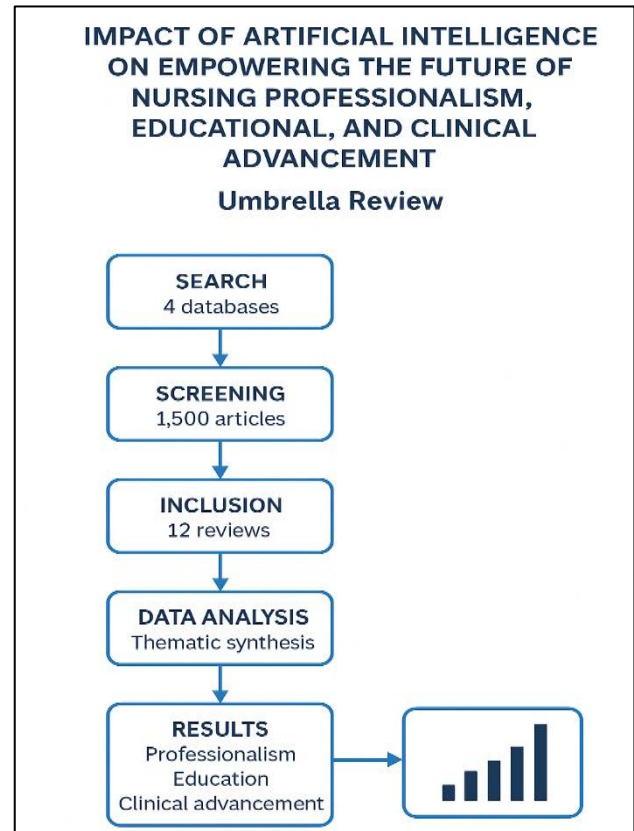 IMPACT OF ARTIFICIAL INTELLIGENCE
ON EMPOWERING THE FUTURE OF
NURSING PROFESSIONALISM,
EDUCATIONAL, AND CLINICAL
ADVANCEMENT
Umbrella Review
SEARCH
4 databases
SCREENING
1,500 articles
INCLUSION
12 reviews
DATA ANALYSIS
Thematic synthesis
RESULTS
Professionalism
Education
Clinical advancement